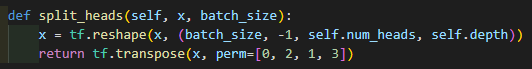 def split_heads(self, x, batch_size):
    x = tf.reshape(x, (batch_size, -1, self.num_heads, self.depth))
    return tf.transpose(x, perm=[0, 2, 1, 3])